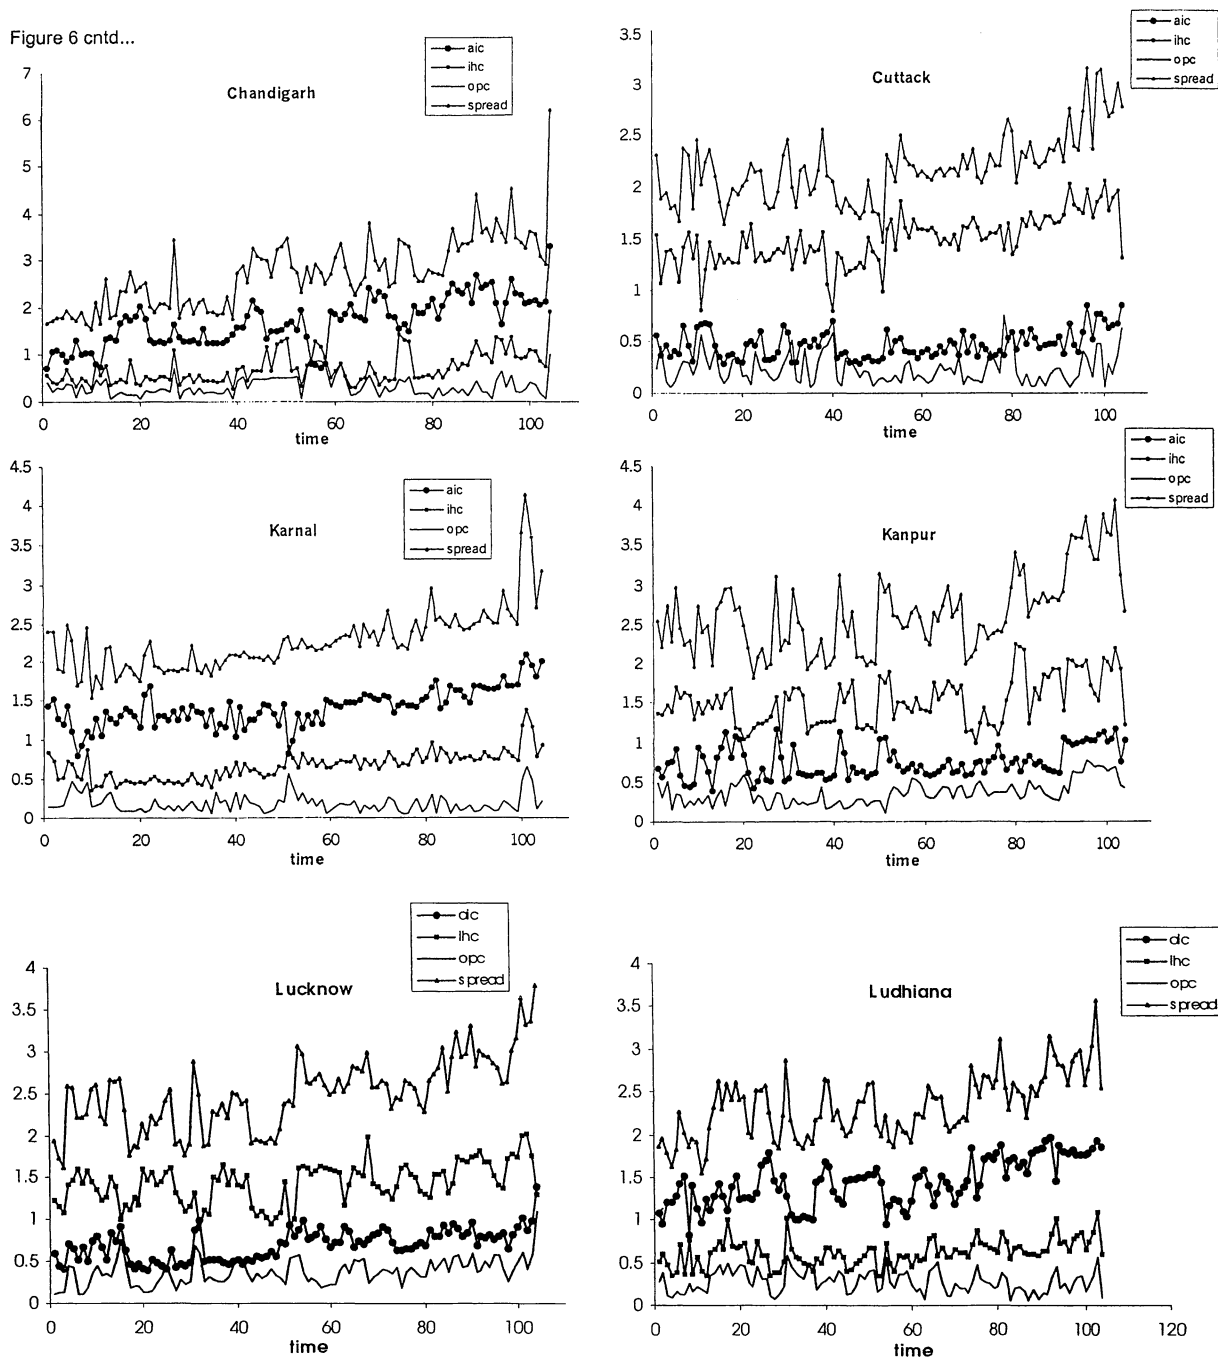 Figure 6 cntd...
Chandigarh
aic
ihc
opc
spread
7
6
5
4
3
2
1
0
0 20 40 60 80 100
time
Cuttack
aic
ihc
opc
spread
3.5
3
2.5
2
1.5
1
0.5
0
0 20 40 60 80 100
time
Karnal
aic
ihc
opc
spread
4.5
4
3.5
3
2.5
2
1.5
1
0.5
0
0 20 40 60 80 100
time
Kanpur
aic
ihc
opc
spread
4.5
4
3.5
3
2.5
2
1.5
1
0.5
0
0 20 40 60 80 100
time
Lucknow
aic
ihc
opc
spread
4
3.5
3
2.5
2
1.5
1
0.5
0
0 20 40 60 80 100
time
Ludhiana
aic
ihc
opc
spread
4
3.5
3
2.5
2
1.5
1
0.5
0
0 20 40 60 80 100 120
time